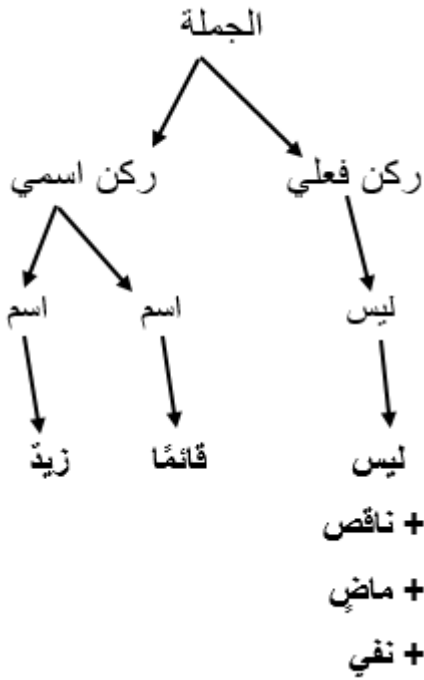 الجملة
ركن فعلي ركن اسمي
ليس اسم اسم
ليس قائمًا زيدٌ
+ ناقص
+ ماضٍ
+ نفي